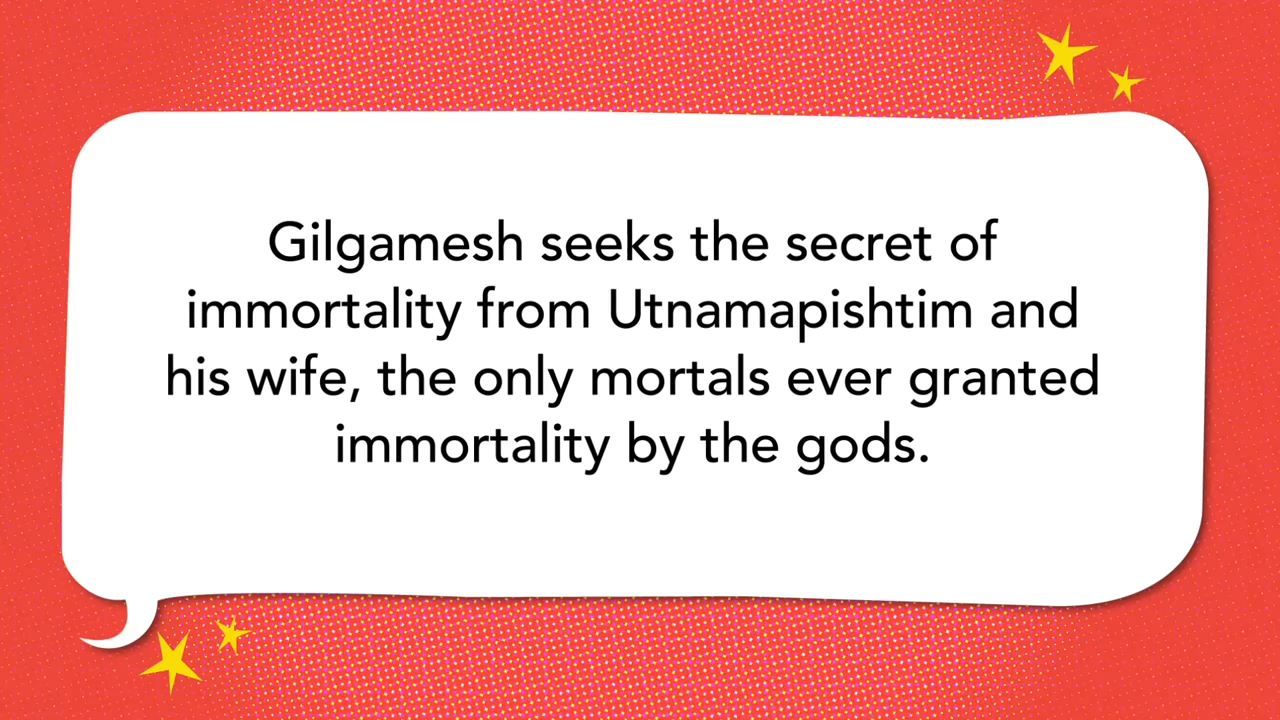 Gilgamesh seeks the secret of
immortality from Utnamapishtim and
his wife, the only mortals ever granted
immortality by the gods.